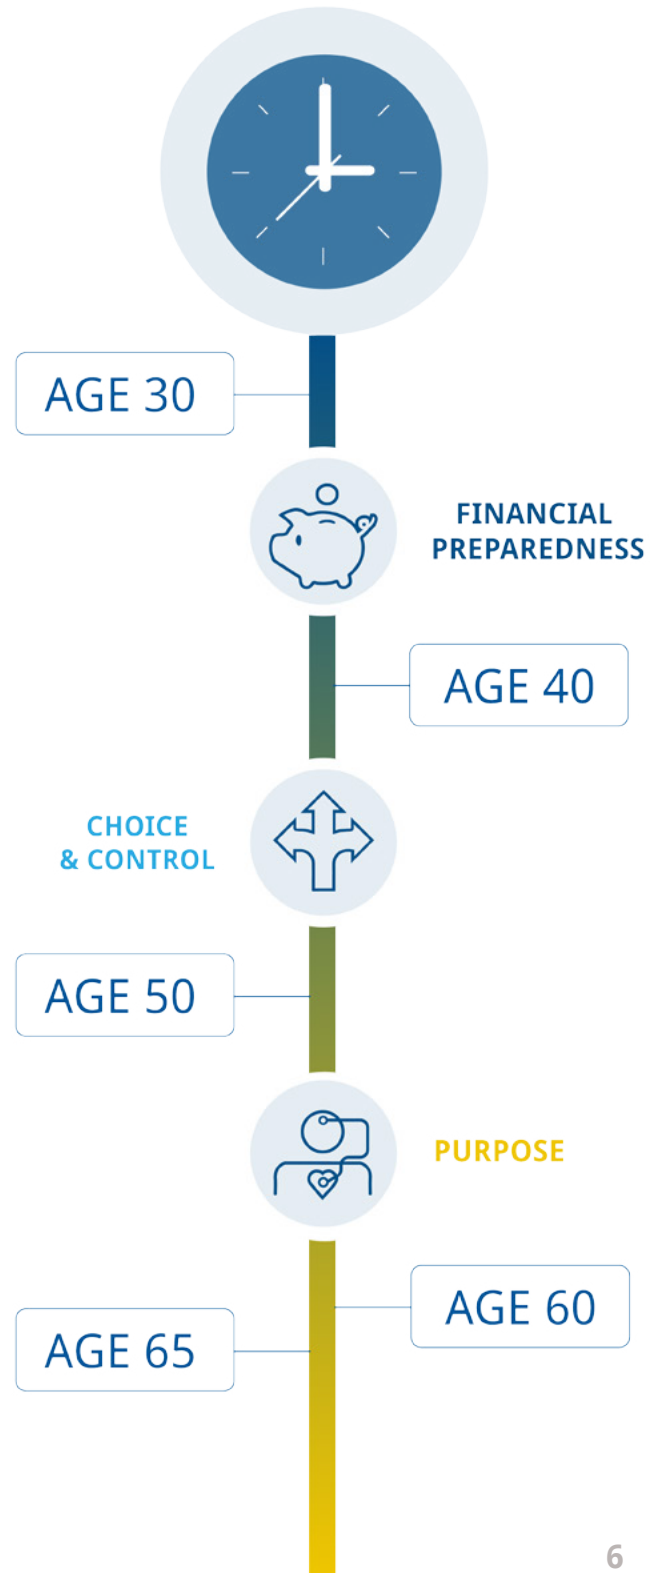 AGE 30
FINANCIAL
PREPAREDNESS
AGE 40
CHOICE
& CONTROL
AGE 50
PURPOSE
AGE 60
AGE 65
6